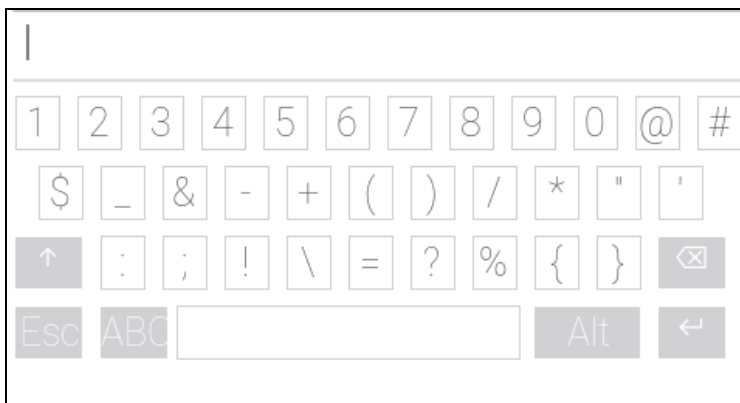 1 2 3 4 5 6 7 8 9 0 @ #
$ _ & - + ( ) / * " '
: ; ! \ = ? % { }
Esc ABC Alt